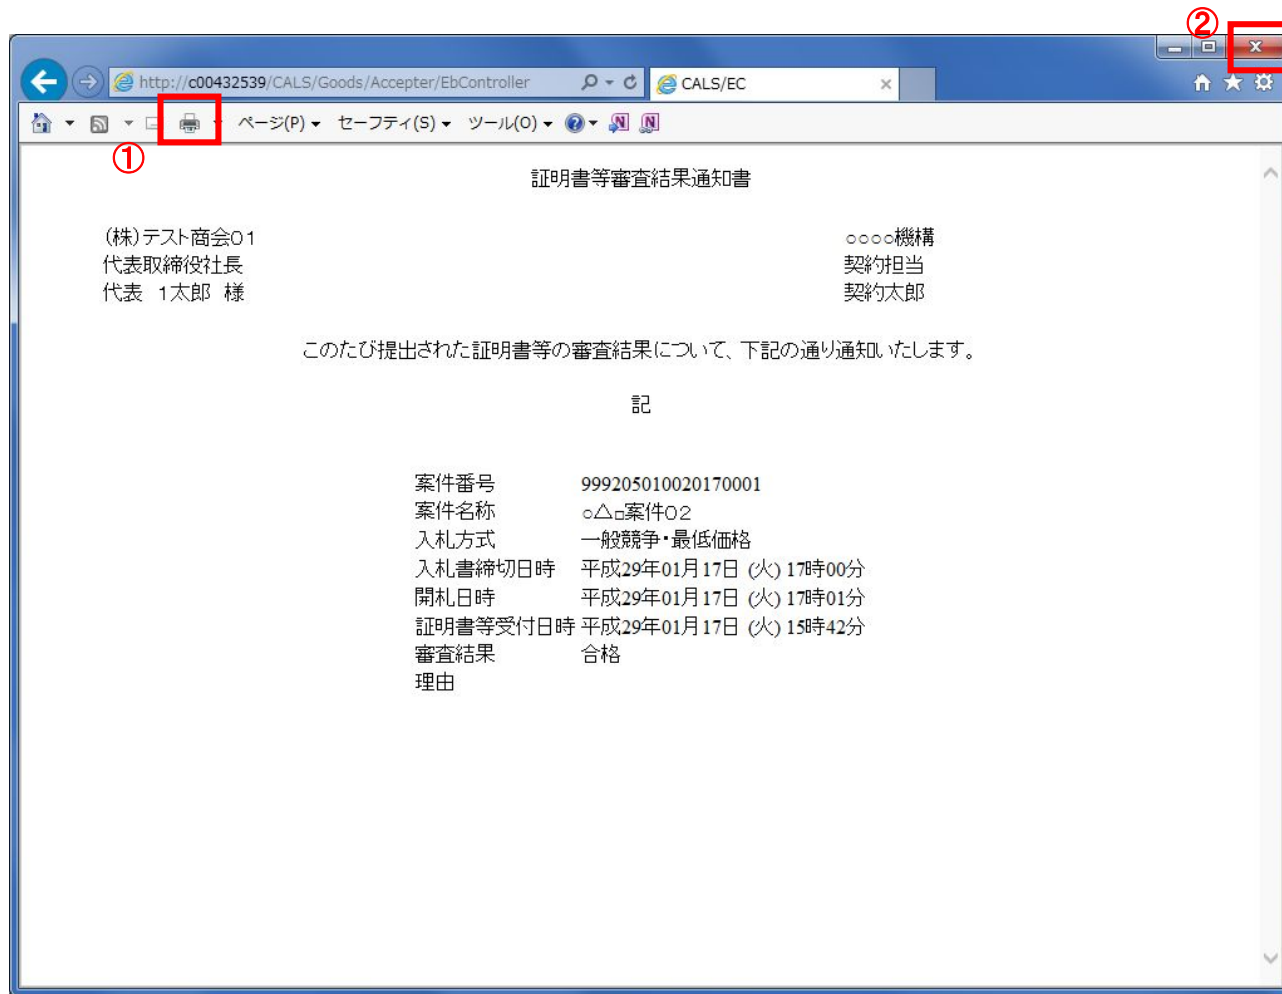 ②
http://c00432539/CALS/Goods/Accepter/EbController
CALS/EC
ページ(P) セーフティ(S) ツール(O)
①
証明書等審査結果通知書
(株)テスト商会01 ○○○○機構
代表取締役社長 契約担当
代表 1太郎 様 契約太郎
このたび提出された証明書等の審査結果について、下記の通り通知いたします。
記
案件番号 999205010020170001
案件名称 ○△□案件02
入札方式 一般競争・最低価格
入札書締切日時 平成29年01月17日 (火) 17時00分
開札日時 平成29年01月17日 (火) 17時01分
証明書等受付日時 平成29年01月17日 (火) 15時42分
審査結果 合格
理由